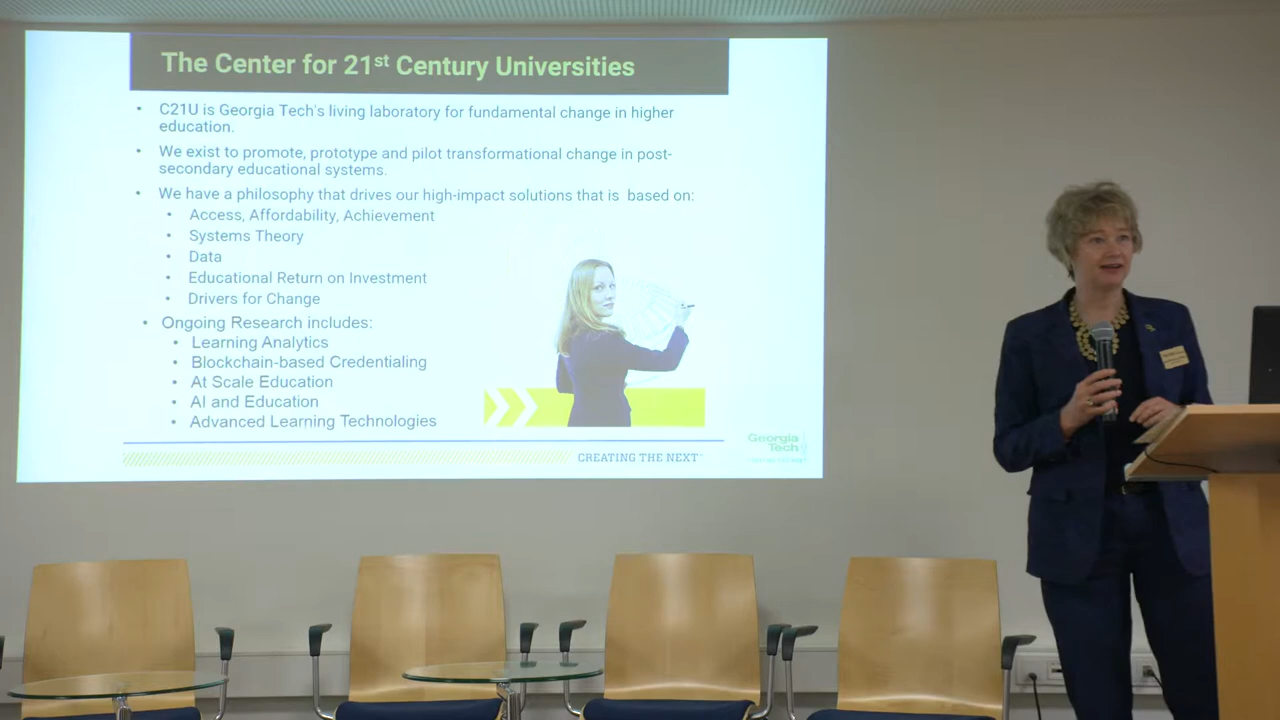 The Center for 21st Century Universities
• C21U is Georgia Tech's living laboratory for fundamental change in higher
education.
• We exist to promote, prototype and pilot transformational change in post-
secondary educational systems.
• We have a philosophy that drives our high-impact solutions that is based on:
• Access, Affordability, Achievement
• Systems Theory
• Data
• Educational Return on Investment
• Drivers for Change
• Ongoing Research includes:
• Learning Analytics
• Blockchain-based Credentialing
• At Scale Education
• AI and Education
• Advanced Learning Technologies
CREATING THE NEXT
Georgia
Tech